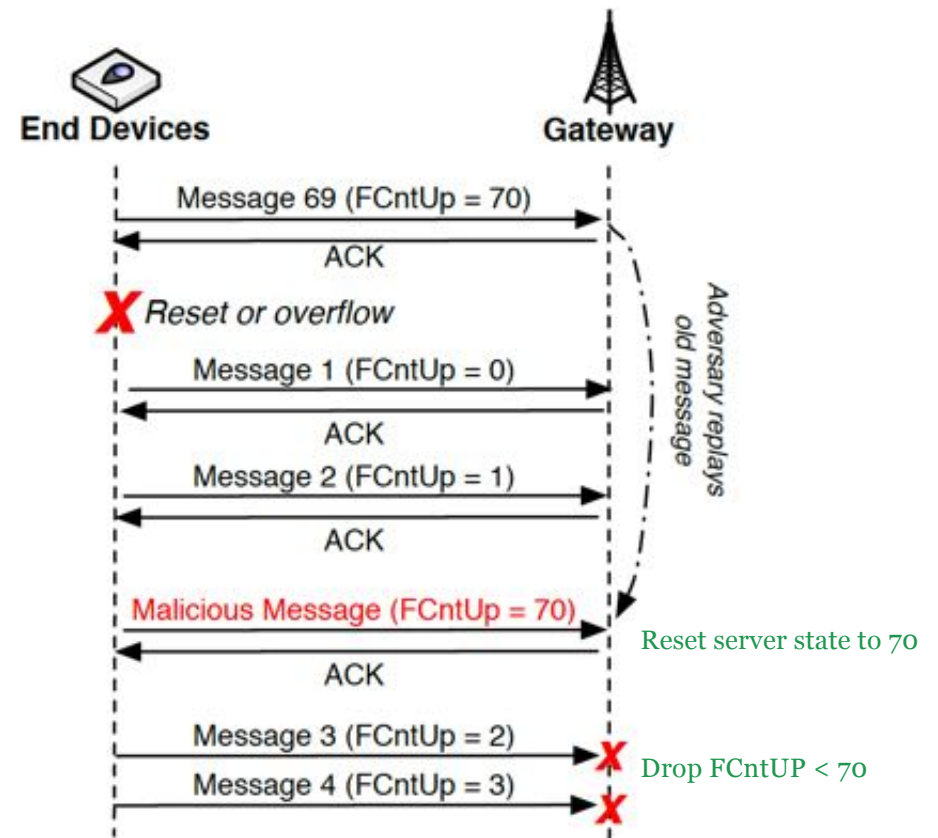 End Devices
Gateway
Message 69 (FCntUp = 70)
ACK
Adversary replays
old message
X Reset or overflow
Message 1 (FCntUp = 0)
ACK
Message 2 (FCntUp = 1)
ACK
Malicious Message (FCntUp = 70)
Reset server state to 70
ACK
Message 3 (FCntUp = 2)
X
Drop FCntUP < 70
Message 4 (FCntUp = 3)
X